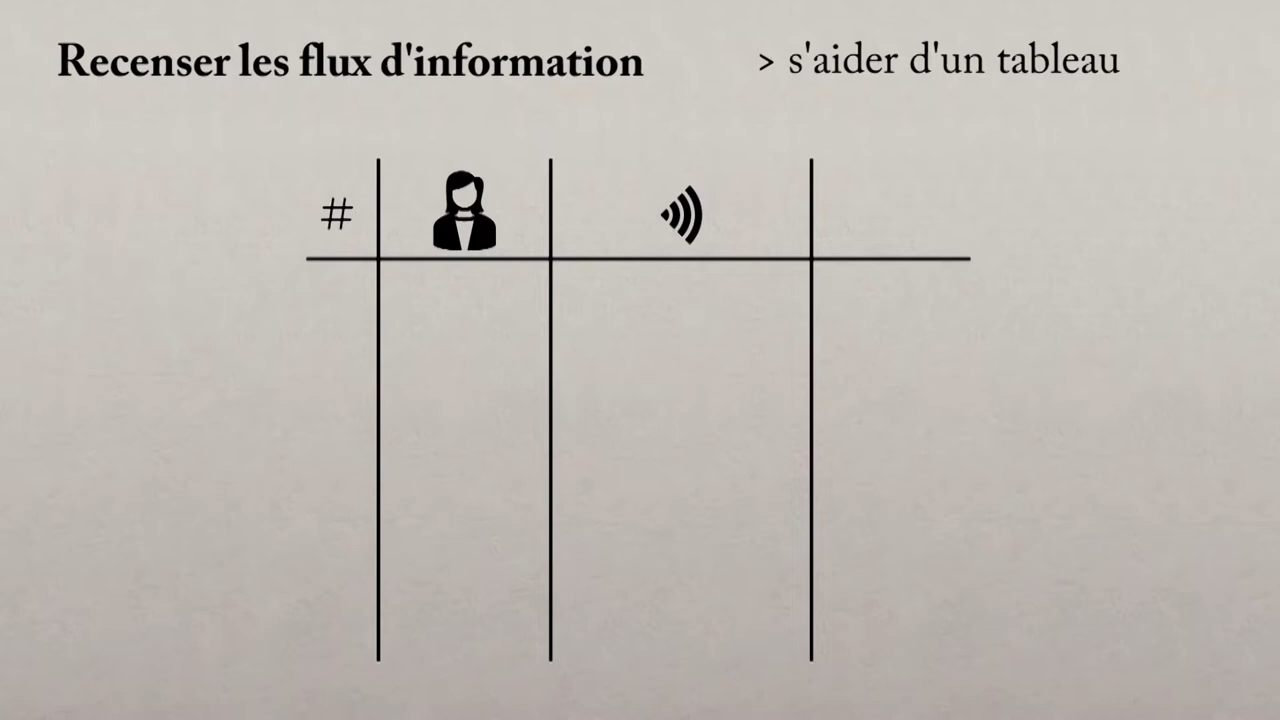 Recenser les flux d'information
> s'aider d'un tableau
#